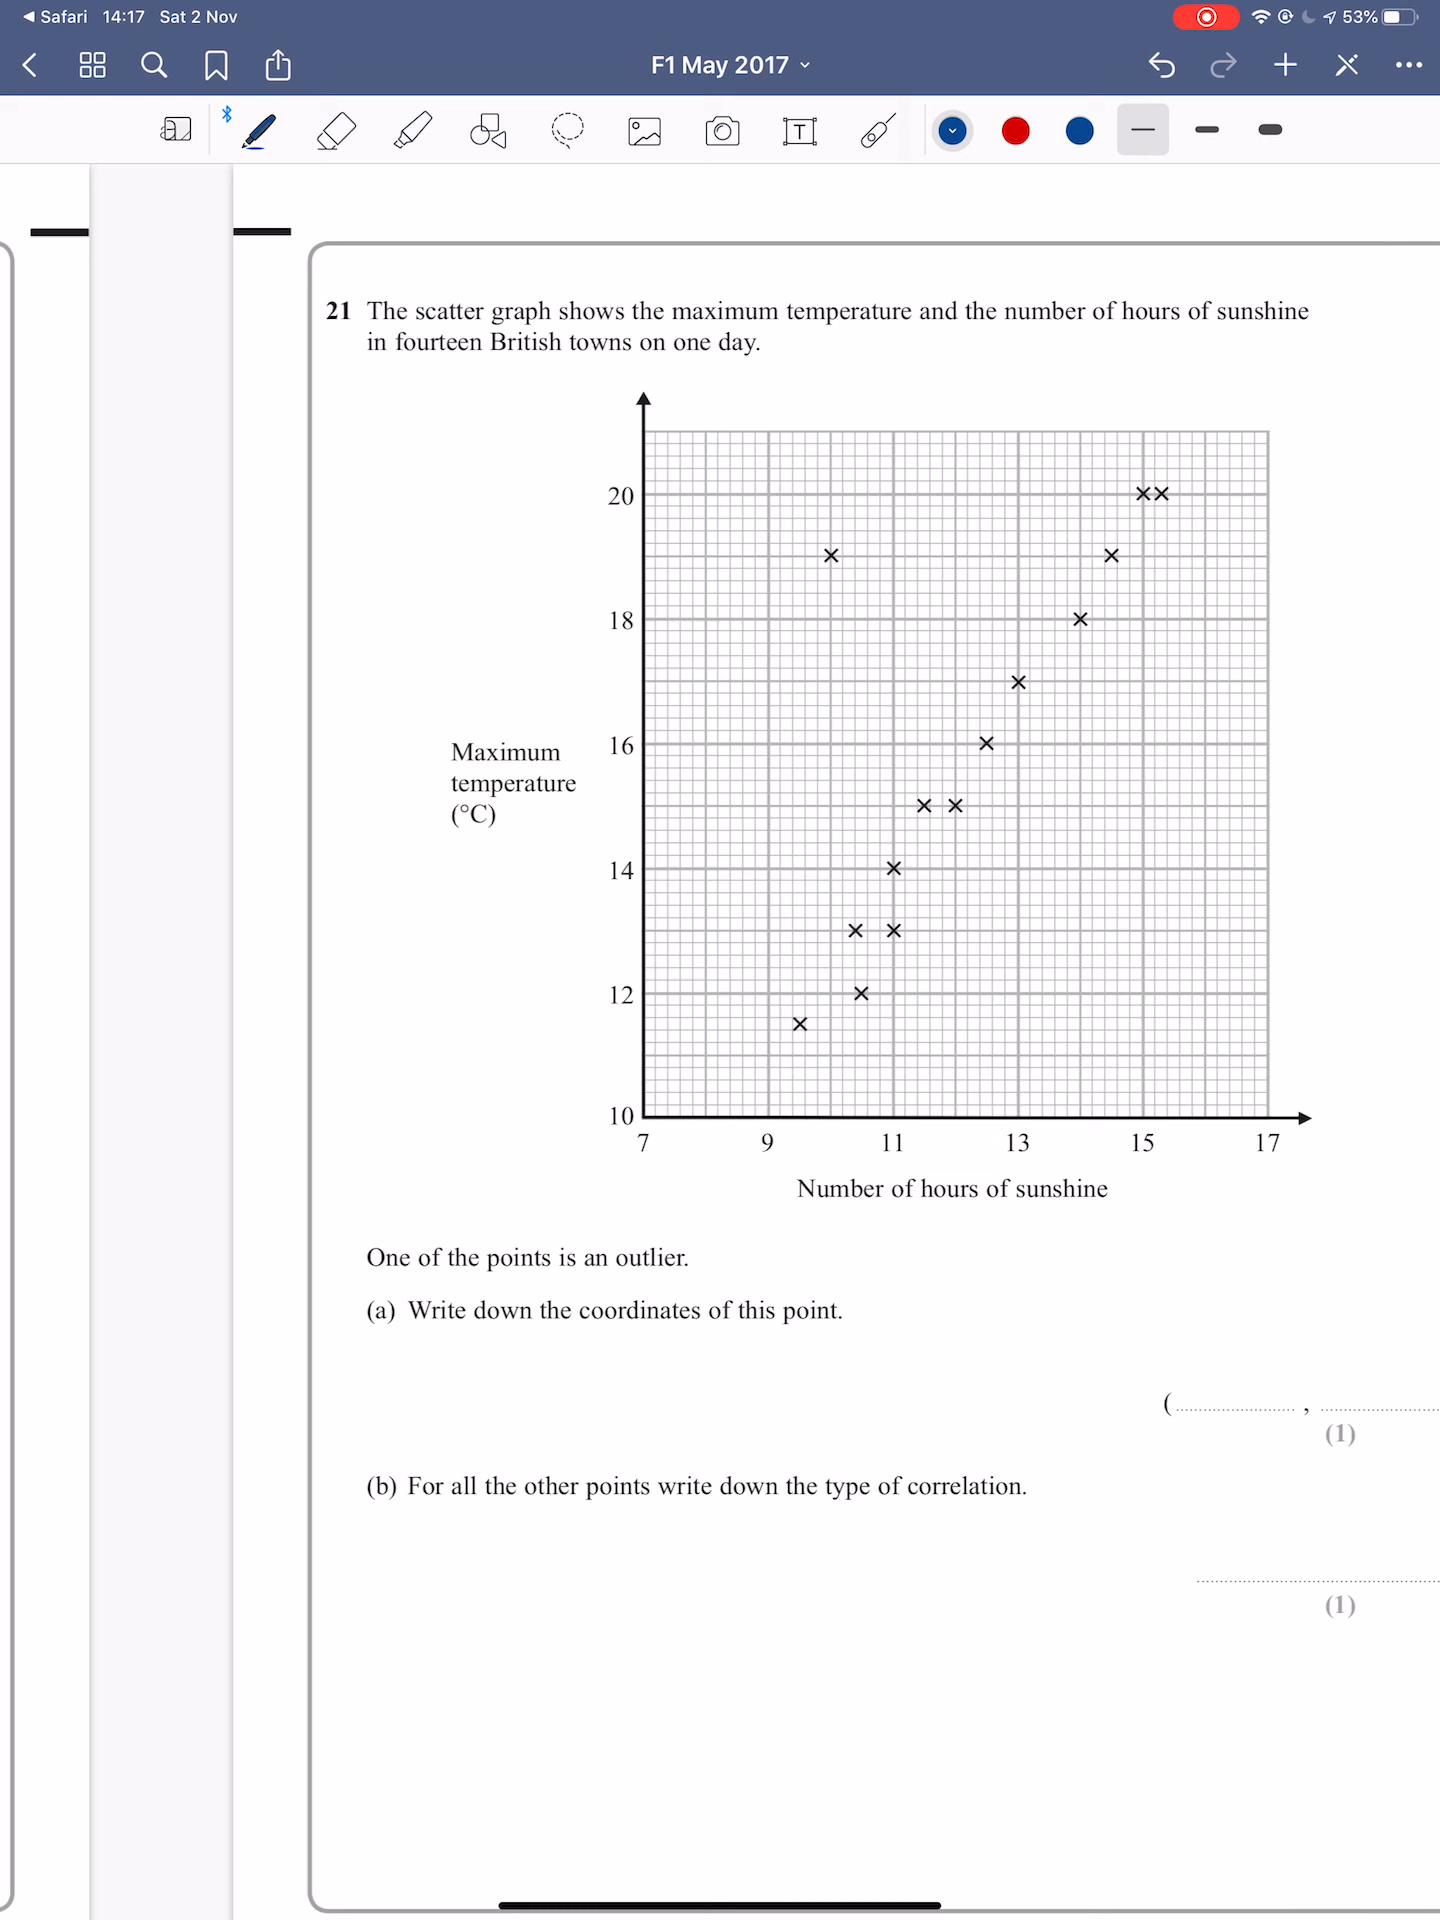 Safari 14:17 Sat 2 Nov
53%
F1 May 2017
21 The scatter graph shows the maximum temperature and the number of hours of sunshine
in fourteen British towns on one day.
20
18
16
Maximum
temperature
(°C)
14
12
10
7 9 11 13 15 17
Number of hours of sunshine
One of the points is an outlier.
(a) Write down the coordinates of this point.
(.............................. , ..............................
(1)
(b) For all the other points write down the type of correlation.
..............................................................
(1)